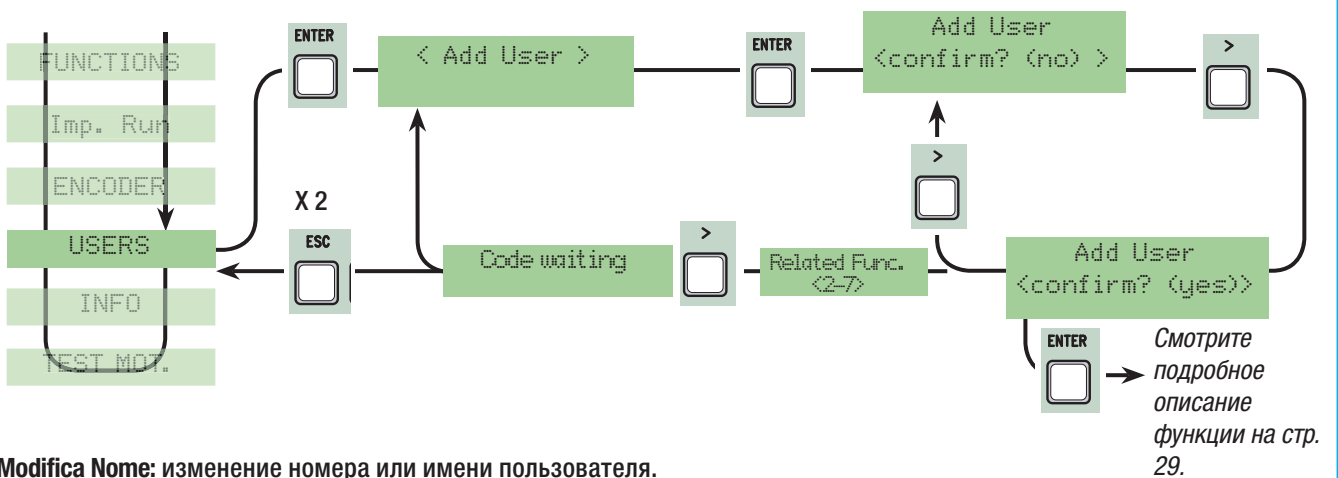 FUNCTIONS
Imp. Run
ENCODER
USERS
INFO
TEST MOT.
ENTER
< Add User >
ENTER
Add User
<confirm? (no) >
>
>
Add User
<confirm? (yes)>
Related Func.
<2-7>
>
Code waiting
X 2
ESC
ENTER
Смотрите
подробное
описание
функции на стр.
29.
Modifica Nome: изменение номера или имени пользователя.